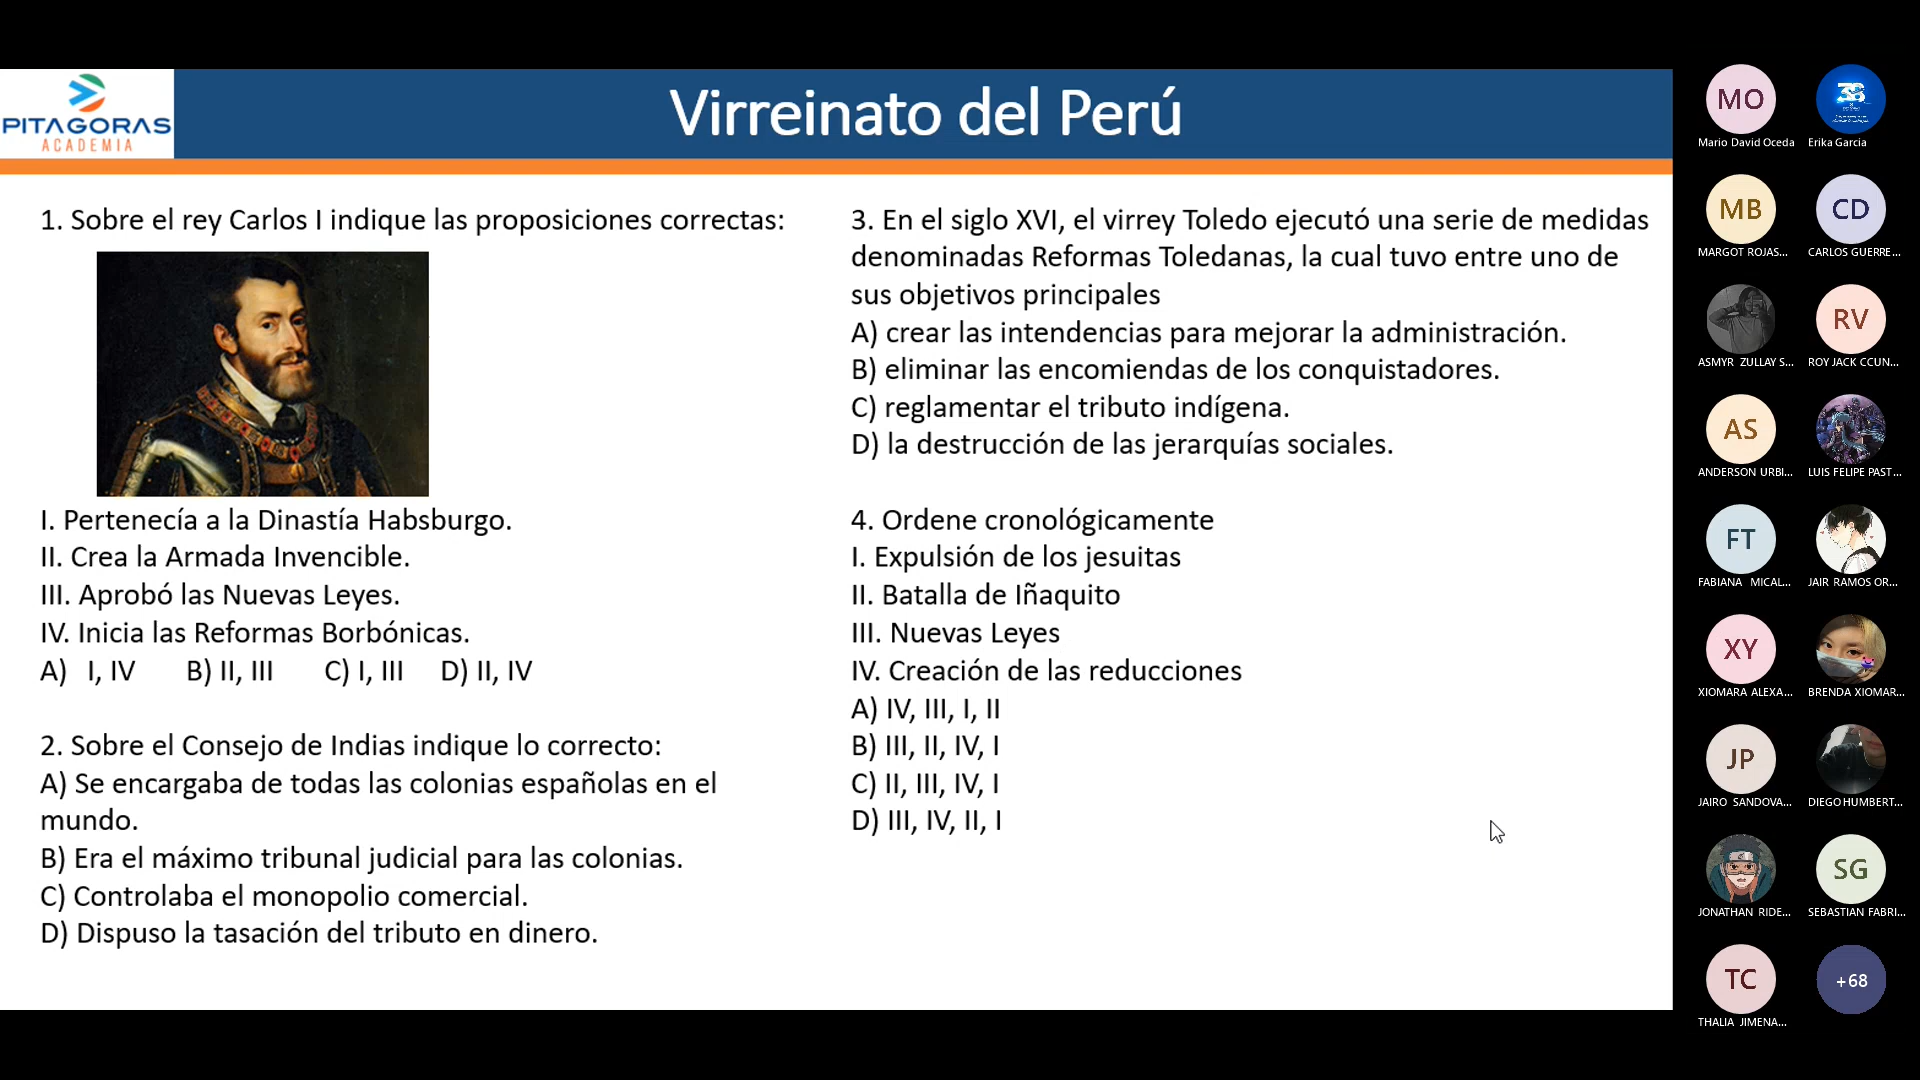 PITAGORAS
ACADEMIA
Virreinato del Perú
1. Sobre el rey Carlos I indique las proposiciones correctas:
I. Pertenecía a la Dinastía Habsburgo.
II. Crea la Armada Invencible.
III. Aprobó las Nuevas Leyes.
IV. Inicia las Reformas Borbónicas.
A) I, IV B) II, III C) I, III D) II, IV
2. Sobre el Consejo de Indias indique lo correcto:
A) Se encargaba de todas las colonias españolas en el
mundo.
B) Era el máximo tribunal judicial para las colonias.
C) Controlaba el monopolio comercial.
D) Dispuso la tasación del tributo en dinero.
3. En el siglo XVI, el virrey Toledo ejecutó una serie de medidas
denominadas Reformas Toledanas, la cual tuvo entre uno de
sus objetivos principales
A) crear las intendencias para mejorar la administración.
B) eliminar las encomiendas de los conquistadores.
C) reglamentar el tributo indígena.
D) la destrucción de las jerarquías sociales.
4. Ordene cronológicamente
I. Expulsión de los jesuitas
II. Batalla de Iñaquito
III. Nuevas Leyes
IV. Creación de las reducciones
A) IV, III, I, II
B) III, II, IV, I
C) II, III, IV, I
D) III, IV, II, I
MO
Mario David Oceda
Erika Garcia
MB
MARGOT ROJAS...
CD
CARLOS GUERRE...
ASMYR ZULLAY S...
RV
ROY JACK CCUN...
AS
ANDERSON URBI...
LUIS FELIPE PAST...
FT
FABIANA MICAL...
JAIR RAMOS OR...
XY
XIOMARA ALEXA...
BRENDA XIOMAR...
JP
JAIRO SANDOVA...
DIEGO HUMBERT...
JONATHAN RIDE...
SG
SEBASTIAN FABRI...
TC
THALIA JIMENA...
+68